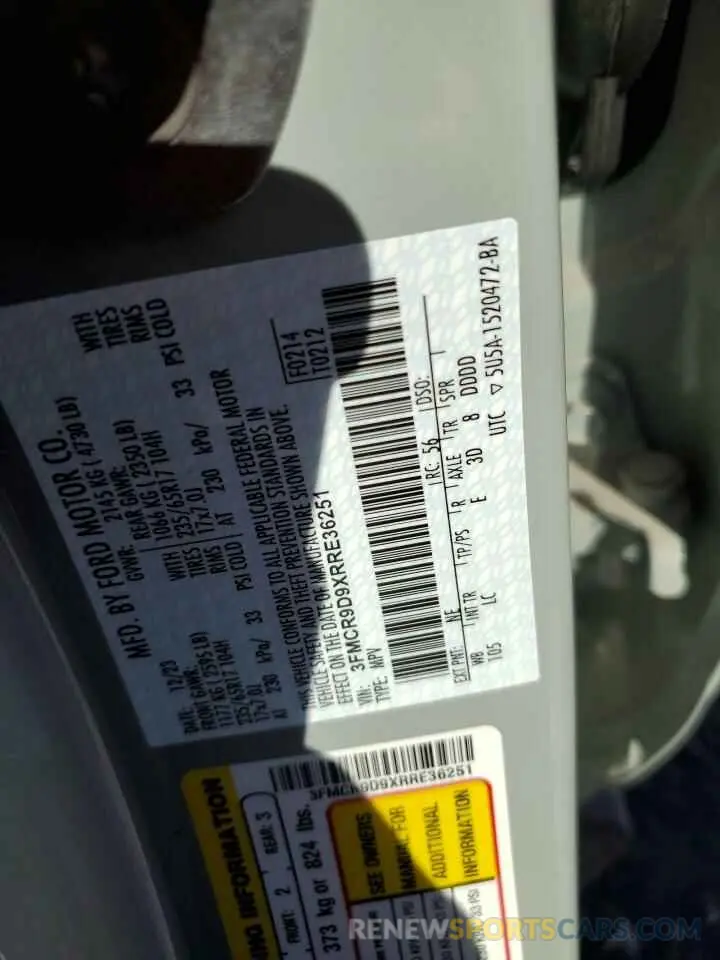 MFD. BY FORD MOTOR CO.
DATE: 12/23
GVWR: 2145 KG ( 4730 LB)
FRONT GAWR: REAR GAWR:
1177 KG ( 2595 LB) 1066 KG ( 2350 LB) WITH
235/65R17 104H WITH TIRES 235/65R17 104H TIRES
17x7.0J RIMS 17x7.0J RIMS
AT 230 kPa/ 33 PSI COLD AT 230 kPa/ 33 PSI COLD
THIS VEHICLE CONFORMS TO ALL APPLICABLE FEDERAL MOTOR
VEHICLE SAFETY AND THEFT PREVENTION STANDARDS IN
EFFECT ON THE DATE OF MANUFACTURE SHOWN ABOVE.
VIN: 3FMCR9D9XRRE36251
TYPE: MPV
F0214
T0212
EXT PNT: NE RC: 56 DSO:
WB INT TR TP/PS R AXLE TR SPR
105 LC E 3D 8 DDDD
UTC ▽ 5U5A-1520472-BA
3FMCR9D9XRRE36251
INFORMATION
FRONT: 2 REAR: 3
373 kg or 824 lbs.
SEE OWNERS
MANUAL FOR
ADDITIONAL
INFORMATION
RENEWSPORTSCARS.COM